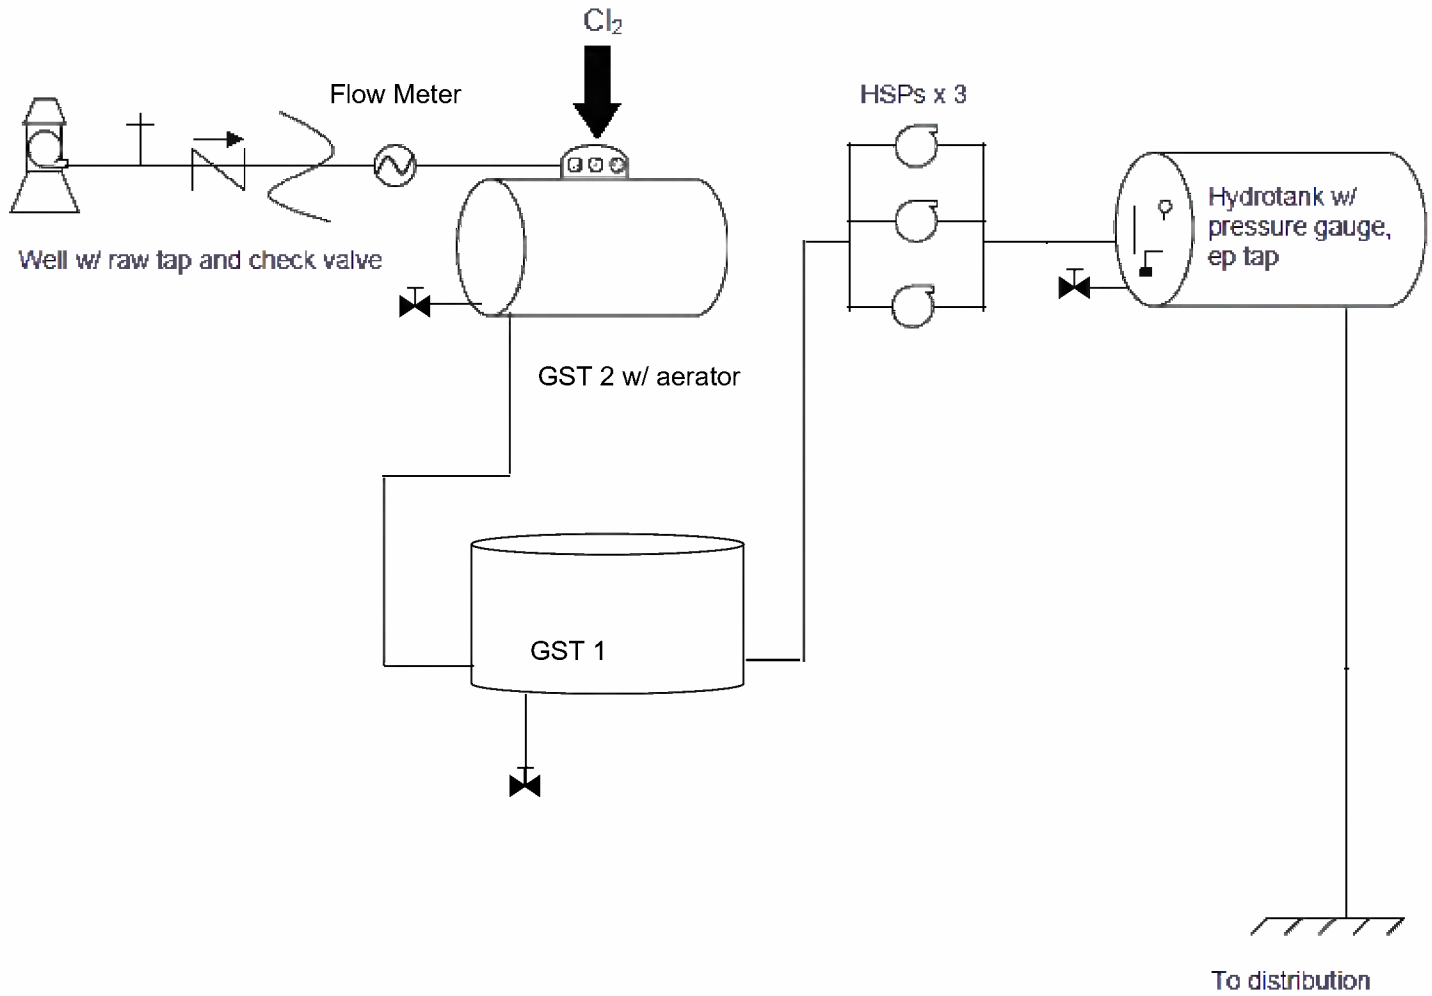 Cl₂
Flow Meter
HSPs x 3
Hydrotank w/
pressure gauge,
ep tap
Well w/ raw tap and check valve
GST 2 w/ aerator
GST 1
To distribution